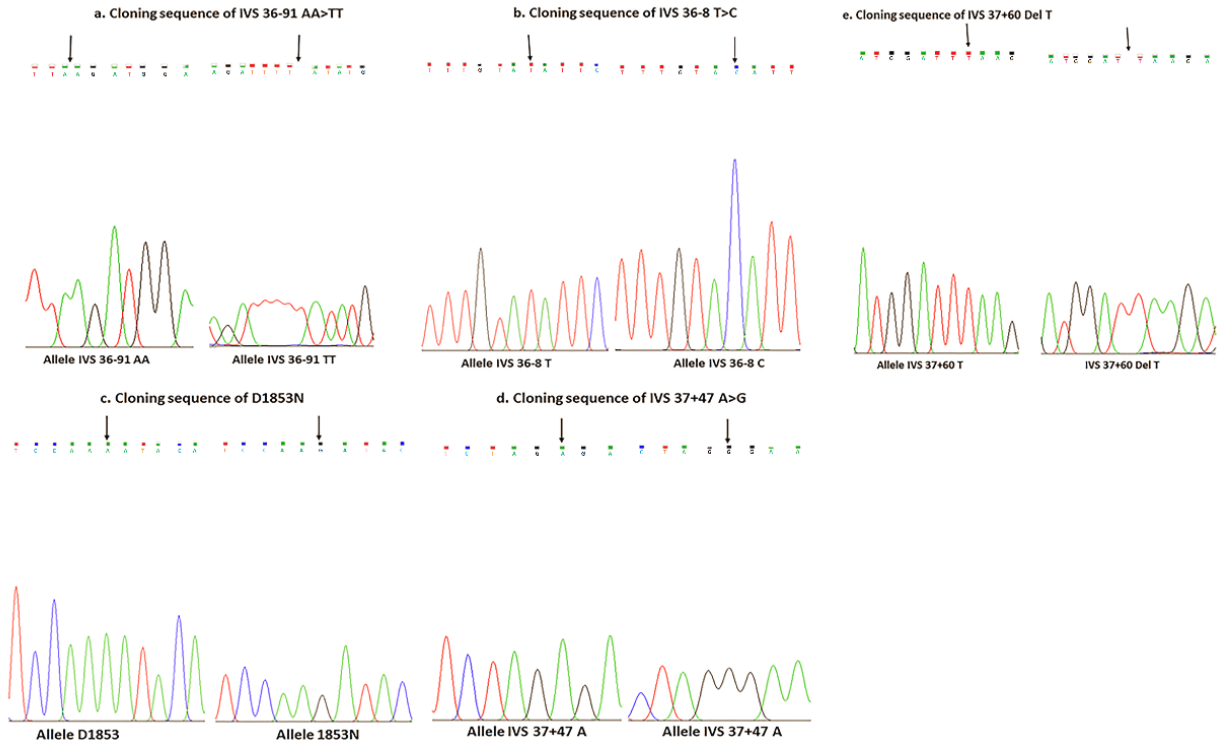 a. Cloning sequence of IVS 36-91 AA>TT
T T A A G A T G G A
A G A T T T T T A T A T G
Allele IVS 36-91 AA
Allele IVS 36-91 TT
b. Cloning sequence of IVS 36-8 T>C
T T T G T A T A T T C
T T T G T A C A T T
Allele IVS 36-8 T
Allele IVS 36-8 C
e. Cloning sequence of IVS 37+60 Del T
A T G G A T T T A A G
Allele IVS 37+60 T
IVS 37+60 Del T
c. Cloning sequence of D1853N
T C C A A A A T A C A
T C C A A G A T A C
Allele D1853
Allele 1853N
d. Cloning sequence of IVS 37+47 A>G
T C T A G A G A
C T A G G G A A
Allele IVS 37+47 A
Allele IVS 37+47 A